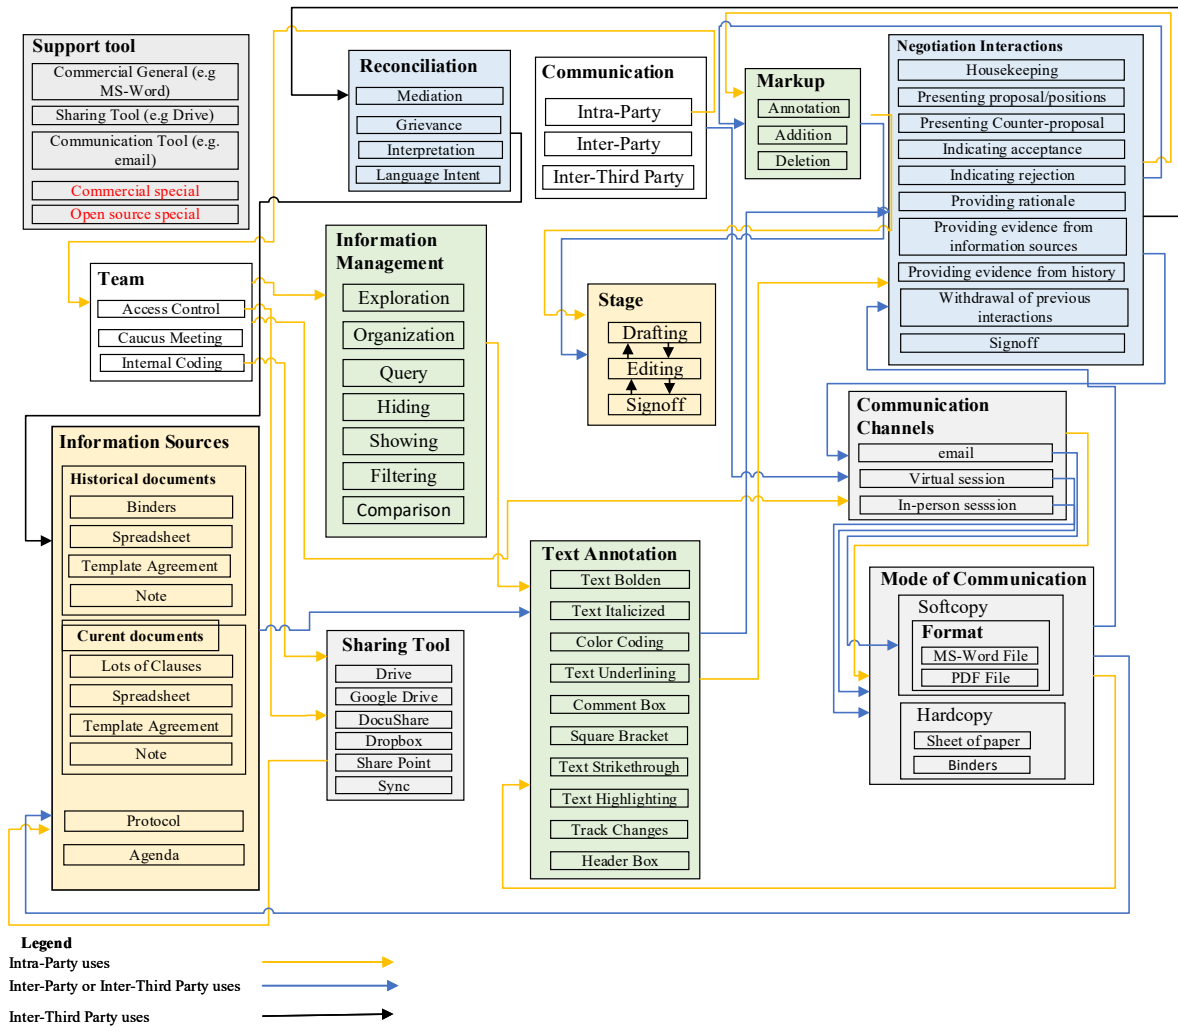 Support tool
Commercial General (e.g
MS-Word)
Sharing Tool (e.g Drive)
Communication Tool (e.g.
email)
Commercial special
Open source special
Reconciliation
Mediation
Grievance
Interpretation
Language Intent
Communication
Intra-Party
Inter-Party
Inter-Third Party
Markup
Annotation
Addition
Deletion
Negotiation Interactions
Housekeeping
Presenting proposal/positions
Presenting Counter-proposal
Indicating acceptance
Indicating rejection
Providing rationale
Providing evidence from
information sources
Providing evidence from history
Withdrawal of previous
interactions
Signoff
Team
Access Control
Caucus Meeting
Internal Coding
Information
Management
Exploration
Organization
Query
Hiding
Showing
Filtering
Comparison
Stage
Drafting
Editing
Signoff
Communication
Channels
email
Virtual session
In-person sesssion
Information Sources
Historical documents
Binders
Spreadsheet
Template Agreement
Note
Curent documents
Lots of Clauses
Spreadsheet
Template Agreement
Note
Protocol
Agenda
Sharing Tool
Drive
Google Drive
DocuShare
Dropbox
Share Point
Sync
Text Annotation
Text Bolden
Text Italicized
Color Coding
Text Underlining
Comment Box
Square Bracket
Text Strikethrough
Text Highlighting
Track Changes
Header Box
Mode of Communication
Softcopy
Format
MS-Word File
PDF File
Hardcopy
Sheet of paper
Binders
Legend
Intra-Party uses
Inter-Party or Inter-Third Party uses
Inter-Third Party uses